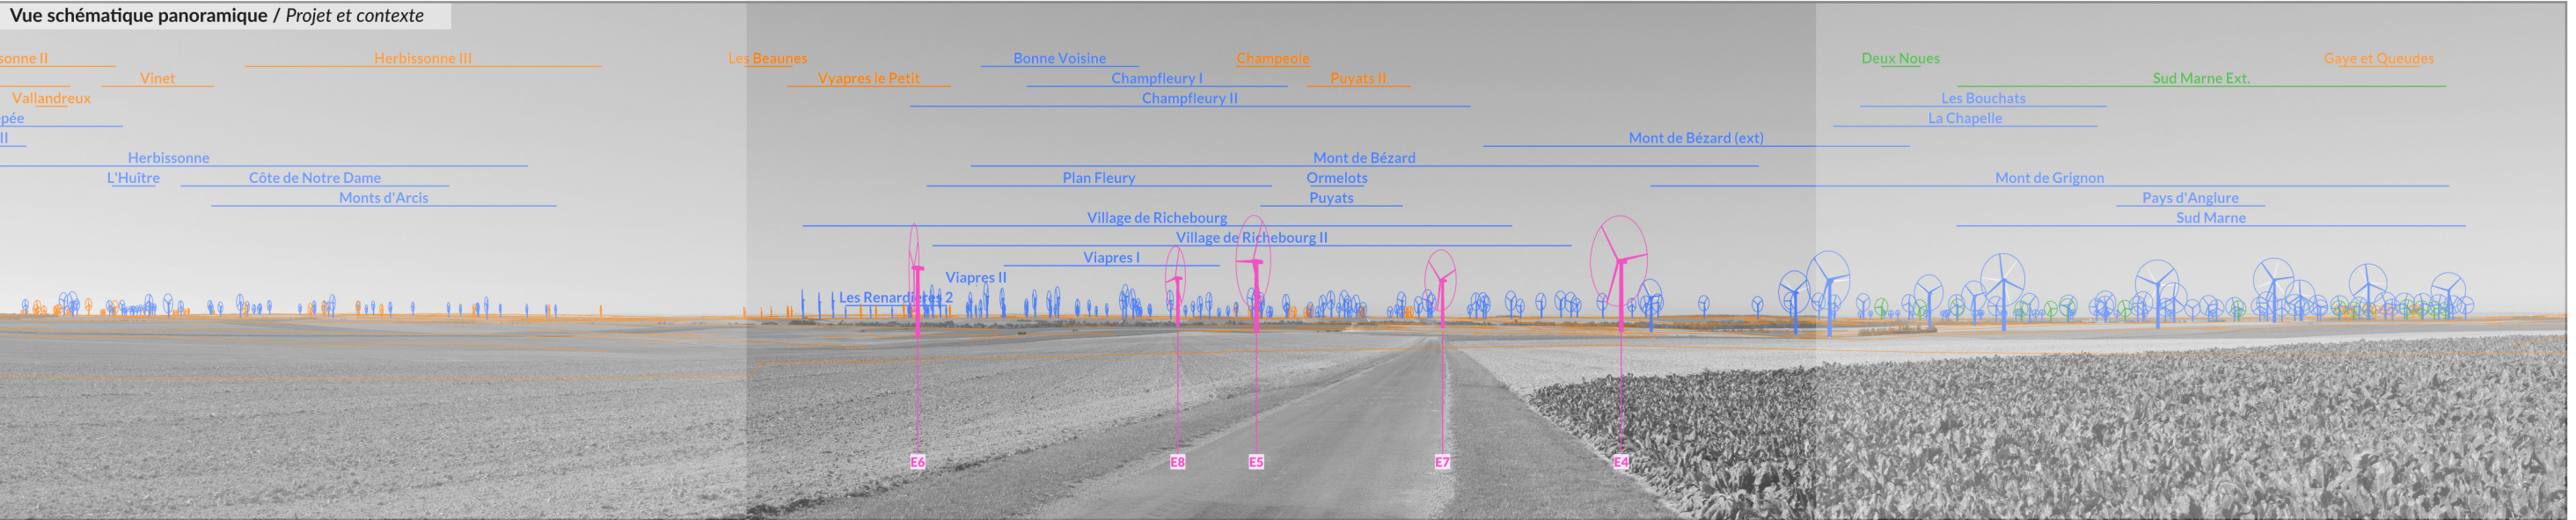 Vue schématique panoramique / Projet et contexte
sonne II
Herbissonne III
Les Beaunes
Bonne Voisine
Champeole
Deux Noues
Gaye et Queudes
Vinet
Vyapres le Petit
Champfleury I
Puyats II
Sud Marne Ext.
Vallandreux
Champfleury II
Les Bouchats
pée
La Chapelle
II
Mont de Bézard (ext)
Herbissonne
Mont de Bézard
L'Huître
Côte de Notre Dame
Plan Fleury
Ormelots
Mont de Grignon
Monts d'Arcis
Puyats
Pays d'Anglure
Village de Richebourg
Sud Marne
Village de Richebourg II
Viapres I
Viapres II
Les Renardières 2
E6
E8
E5
E7
E4